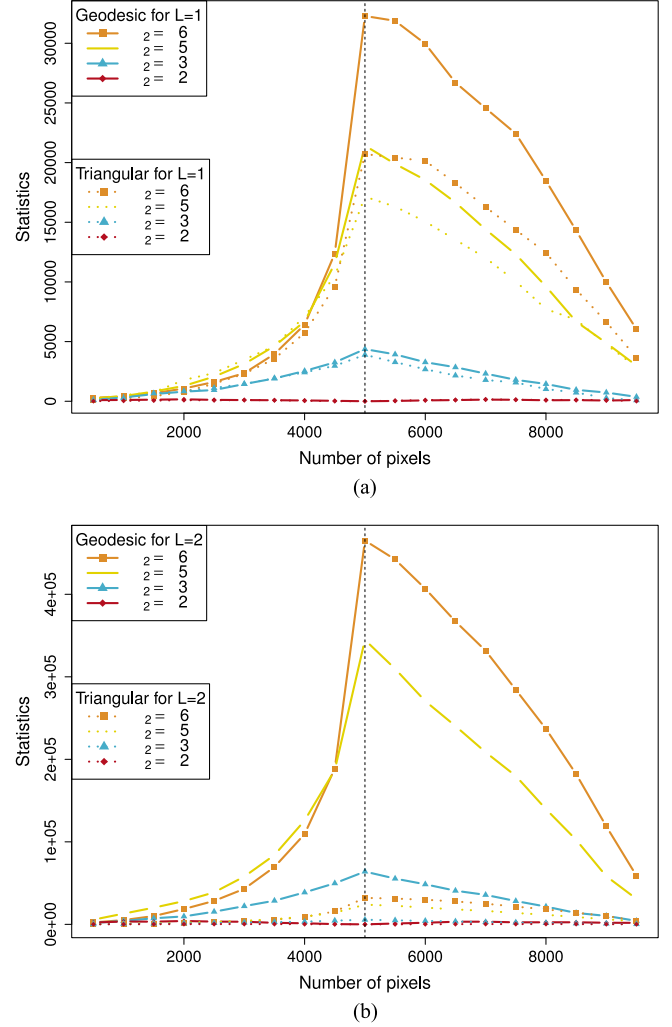 Geodesic for L=1
2 = 6
2 = 5
2 = 3
2 = 2
Triangular for L=1
2 = 6
2 = 5
2 = 3
2 = 2
Statistics
0
5000
10000
15000
20000
30000
2000 4000 6000 8000
Number of pixels
(a)
Geodesic for L=2
2 = 6
2 = 5
2 = 3
2 = 2
Triangular for L=2
2 = 6
2 = 5
2 = 3
2 = 2
Statistics
0e+00
1e+05
2e+05
3e+05
4e+05
2000 4000 6000 8000
Number of pixels
(b)